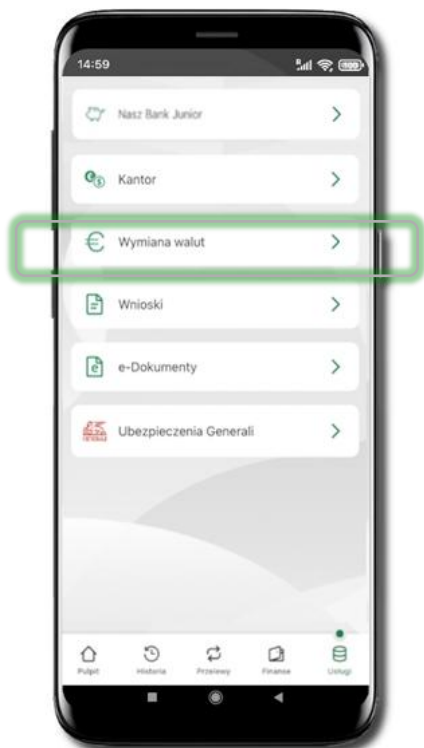 14:59
Nasz Bank Junior
Kantor
Wymiana walut
Wnioski
e-Dokumenty
Ubezpieczenia Generali
Pulpit Historia Przelewy Finanse Usługi